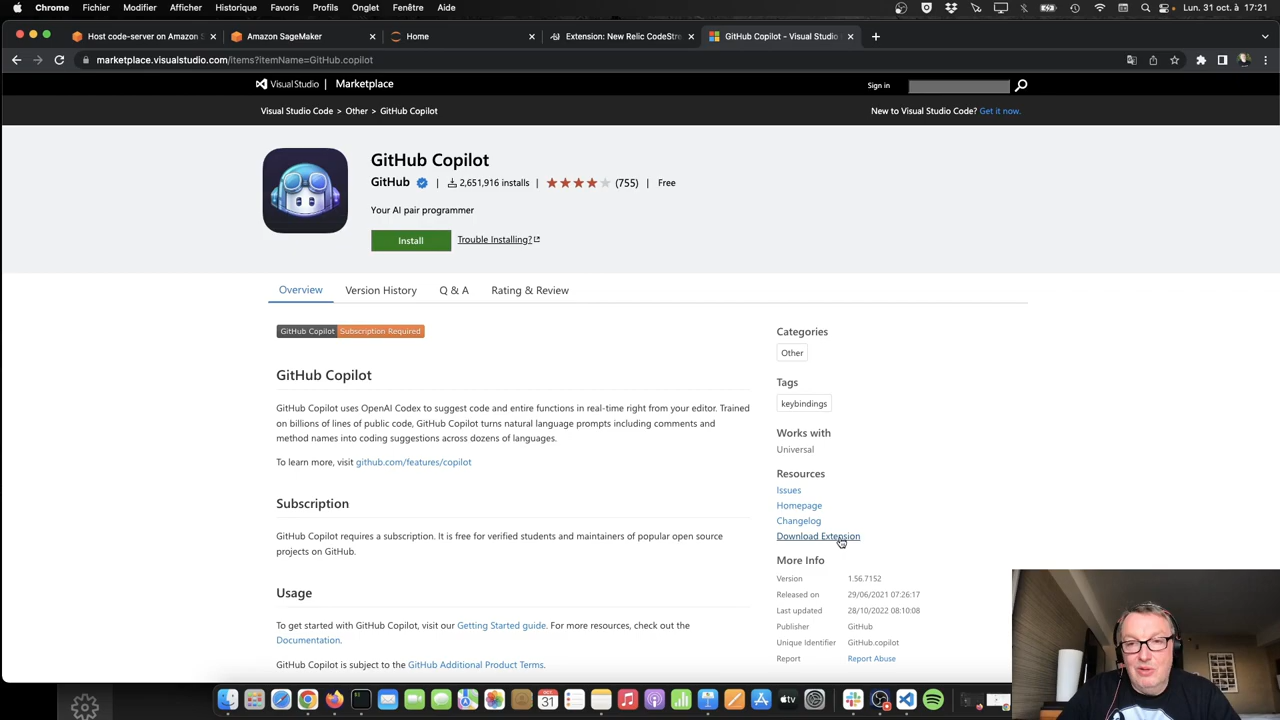 Chrome Fichier Modifier Afficher Historique Favoris Profils Onglet Fenêtre Aide Lun. 31 oct. à 17:21
Host code-server on Amazon S
Amazon SageMaker
Home
Extension: New Relic CodeStre
GitHub Copilot - Visual Studio
marketplace.visualstudio.com/items?itemName=GitHub.copilot
Visual Studio | Marketplace
Sign in
Visual Studio Code > Other > GitHub Copilot
New to Visual Studio Code? Get it now.
GitHub Copilot
GitHub | 2,651,916 installs | (755) | Free
Your AI pair programmer
Install Trouble Installing?
Overview Version History Q & A Rating & Review
GitHub Copilot Subscription Required
GitHub Copilot
GitHub Copilot uses OpenAI Codex to suggest code and entire functions in real-time right from your editor. Trained
on billions of lines of public code, GitHub Copilot turns natural language prompts including comments and
method names into coding suggestions across dozens of languages.
To learn more, visit github.com/features/copilot
Subscription
GitHub Copilot requires a subscription. It is free for verified students and maintainers of popular open source
projects on GitHub.
Usage
To get started with GitHub Copilot, visit our Getting Started guide. For more resources, check out the
Documentation.
GitHub Copilot is subject to the GitHub Additional Product Terms.
Categories
Other
Tags
keybindings
Works with
Universal
Resources
Issues
Homepage
Changelog
Download Extension
More Info
Version 1.56.7152
Released on 29/06/2021 07:26:17
Last updated 28/10/2022 08:10:08
Publisher GitHub
Unique Identifier GitHub.copilot
Report Report Abuse
31
tv